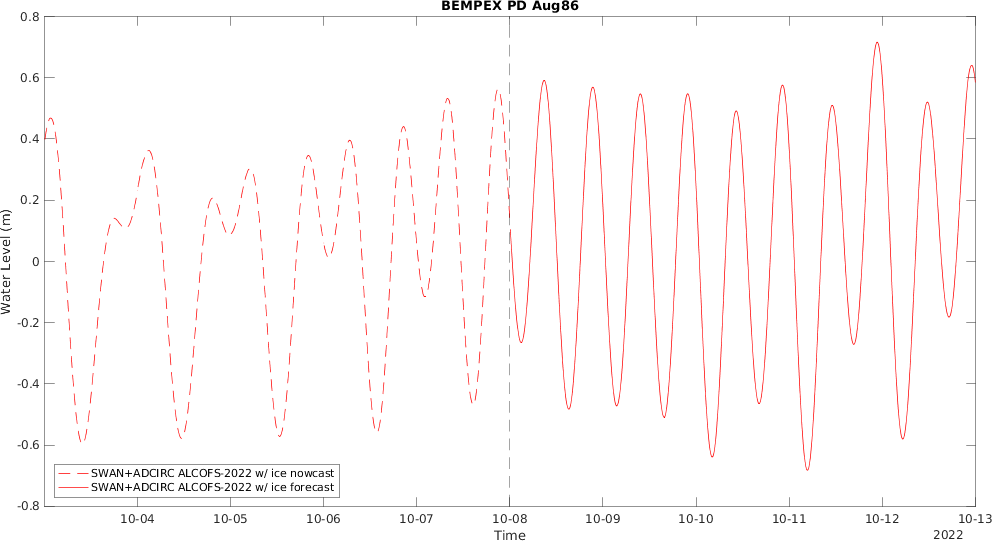 BEMPEX PD Aug86
0.8
0.6
0.4
0.2
0
-0.2
-0.4
-0.6
-0.8
Water Level (m)
SWAN+ADCIRC ALCOFS-2022 w/ ice nowcast
SWAN+ADCIRC ALCOFS-2022 w/ ice forecast
10-04 10-05 10-06 10-07 10-08 10-09 10-10 10-11 10-12 10-13
Time
2022